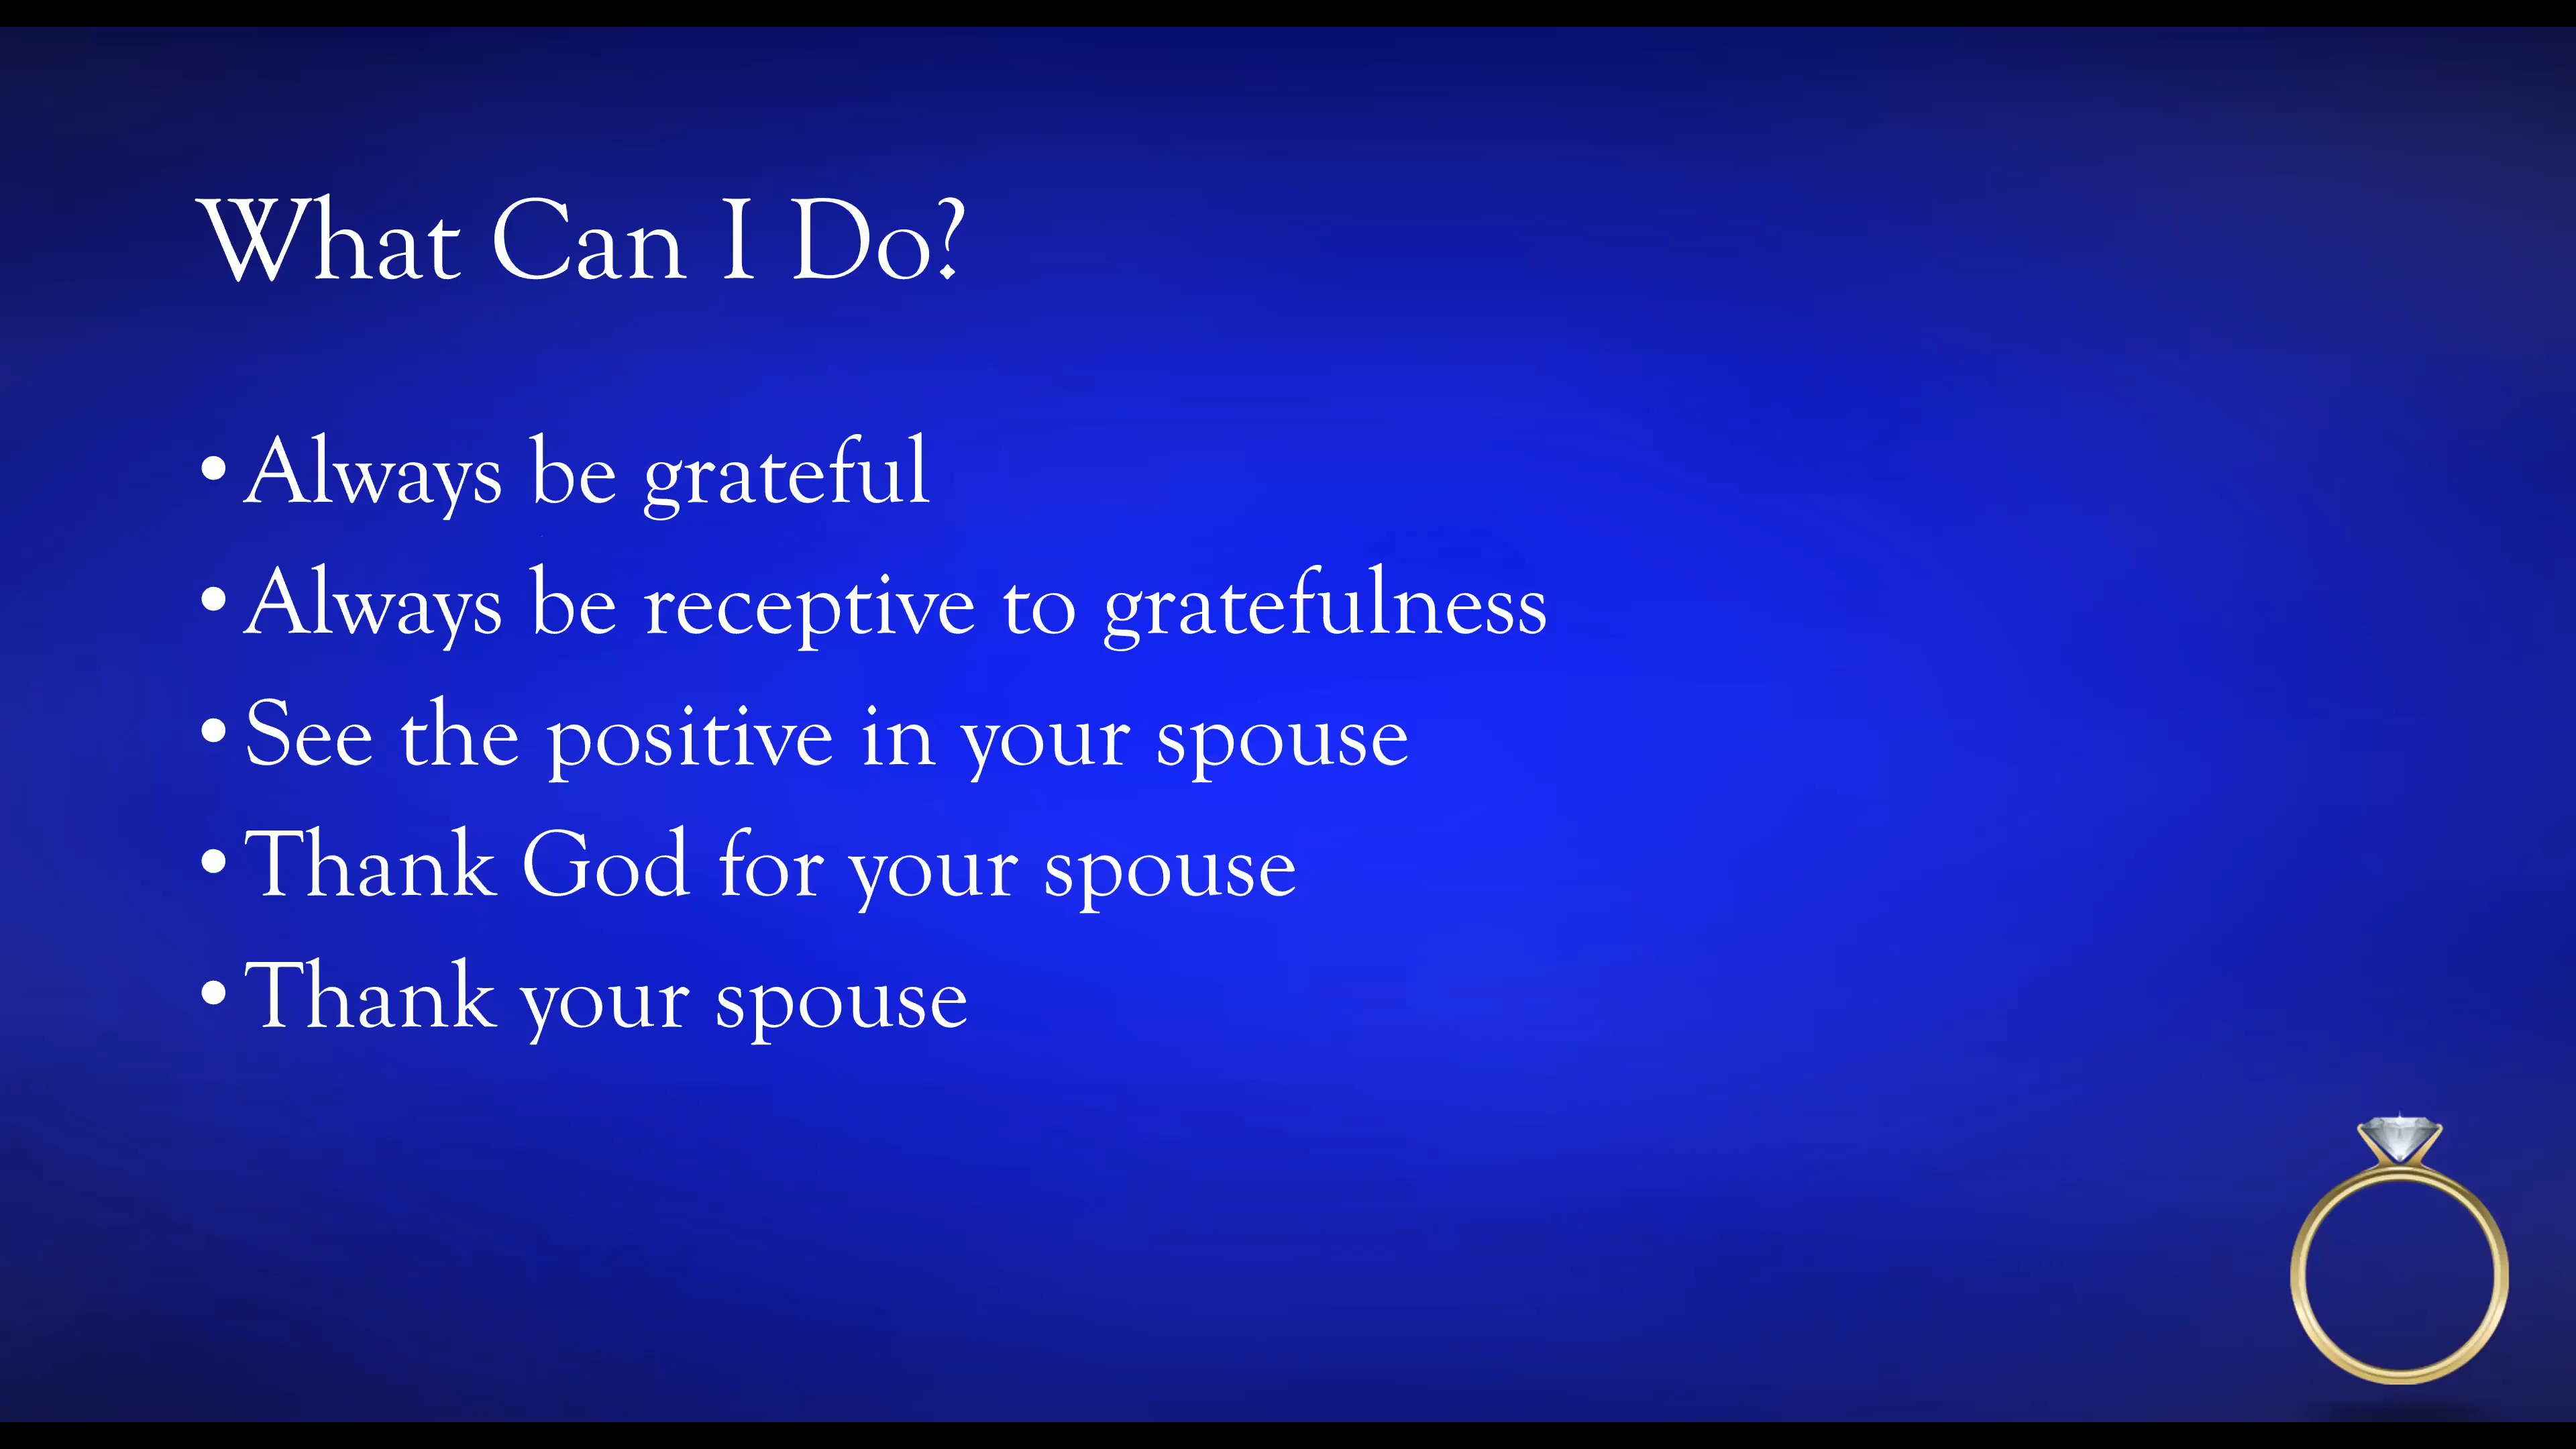 What Can I Do?
• Always be grateful
• Always be receptive to gratefulness
• See the positive in your spouse
• Thank God for your spouse
• Thank your spouse